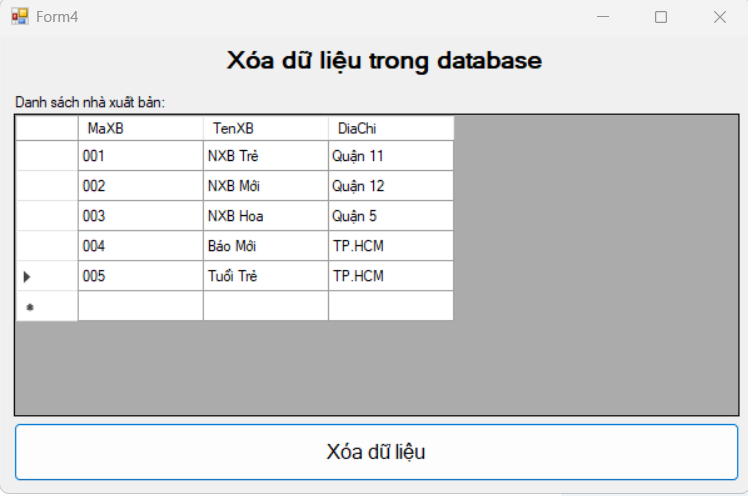 Form4
Xóa dữ liệu trong database
Danh sách nhà xuất bản:
MaXB TenXB DiaChi
001 NXB Trẻ Quận 11
002 NXB Mới Quận 12
003 NXB Hoa Quận 5
004 Báo Mới TP.HCM
005 Tuổi Trẻ TP.HCM
Xóa dữ liệu